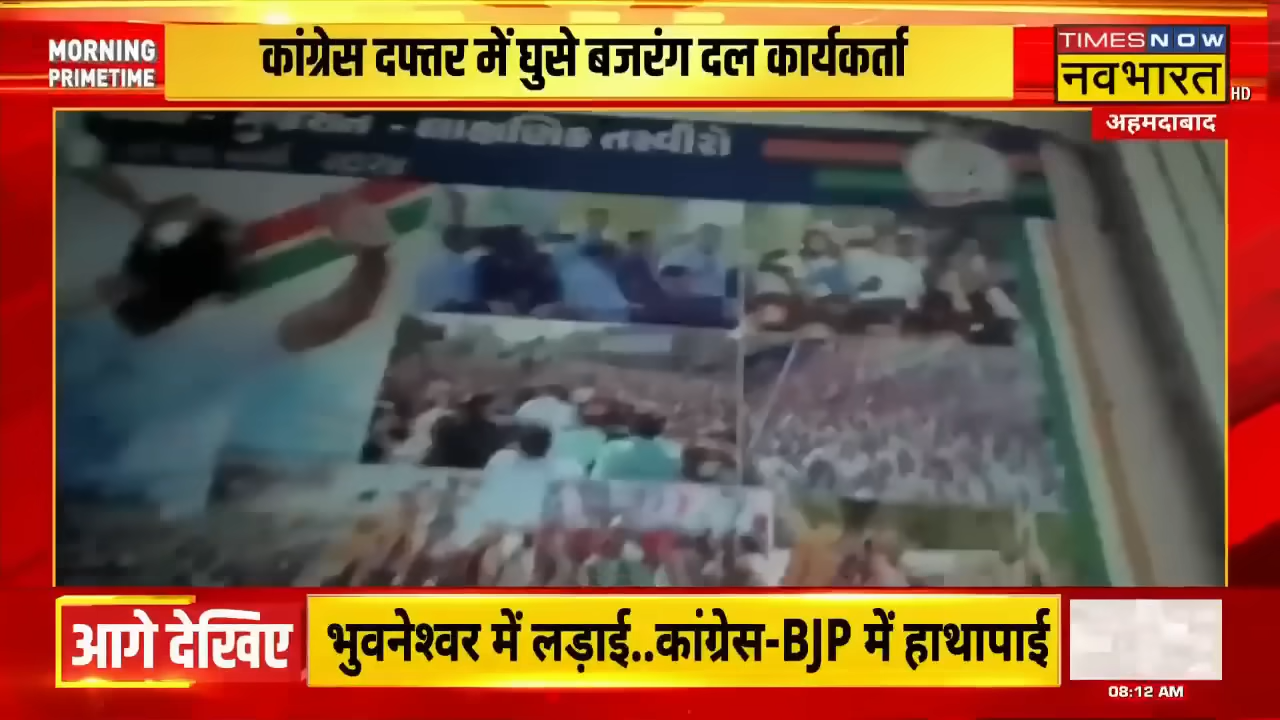 MORNING
PRIMETIME
कांग्रेस दफ्तर में घुसे बजरंग दल कार्यकर्ता
TIMES NOW
नवभारत
HD
अहमदाबाद
તસ્વીરો
आगे देखिए
भुवनेश्वर में लड़ाई..कांग्रेस-BJP में हाथापाई
08:12 AM